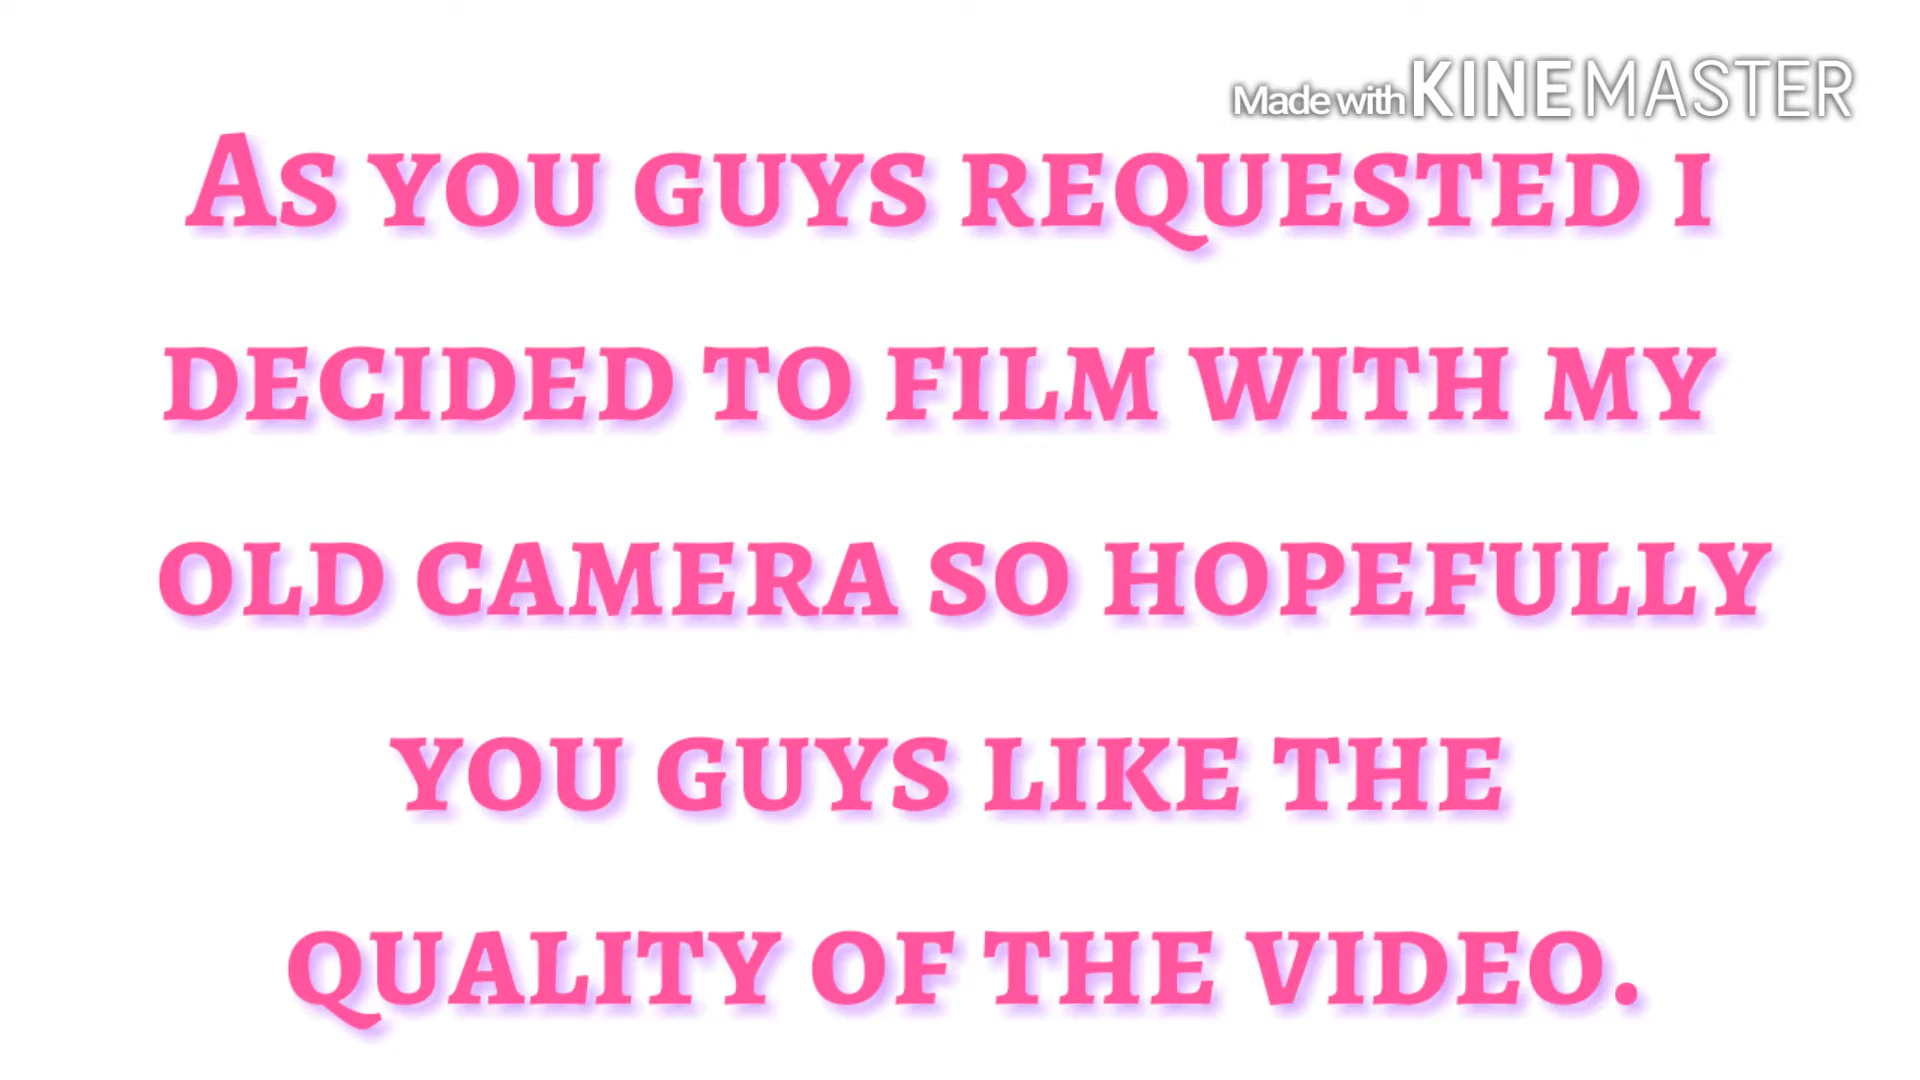 Made with KINEMASTER
As you guys requested i
decided to film with my
old camera so hopefully
you guys like the
quality of the video.